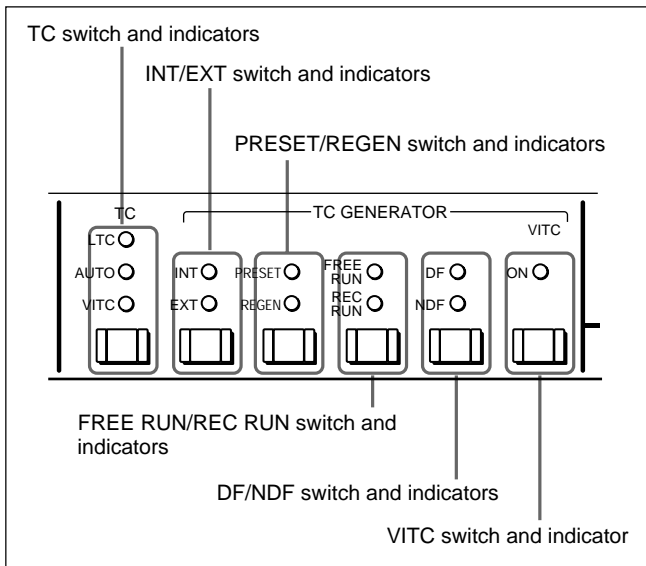 TC switch and indicators
INT/EXT switch and indicators
PRESET/REGEN switch and indicators
TC
TC GENERATOR
VITC
LTC
AUTO
VITC
INT
EXT
PRESET
REGEN
FREE
RUN
REC
RUN
DF
NDF
ON
FREE RUN/REC RUN switch and
indicators
DF/NDF switch and indicators
VITC switch and indicator